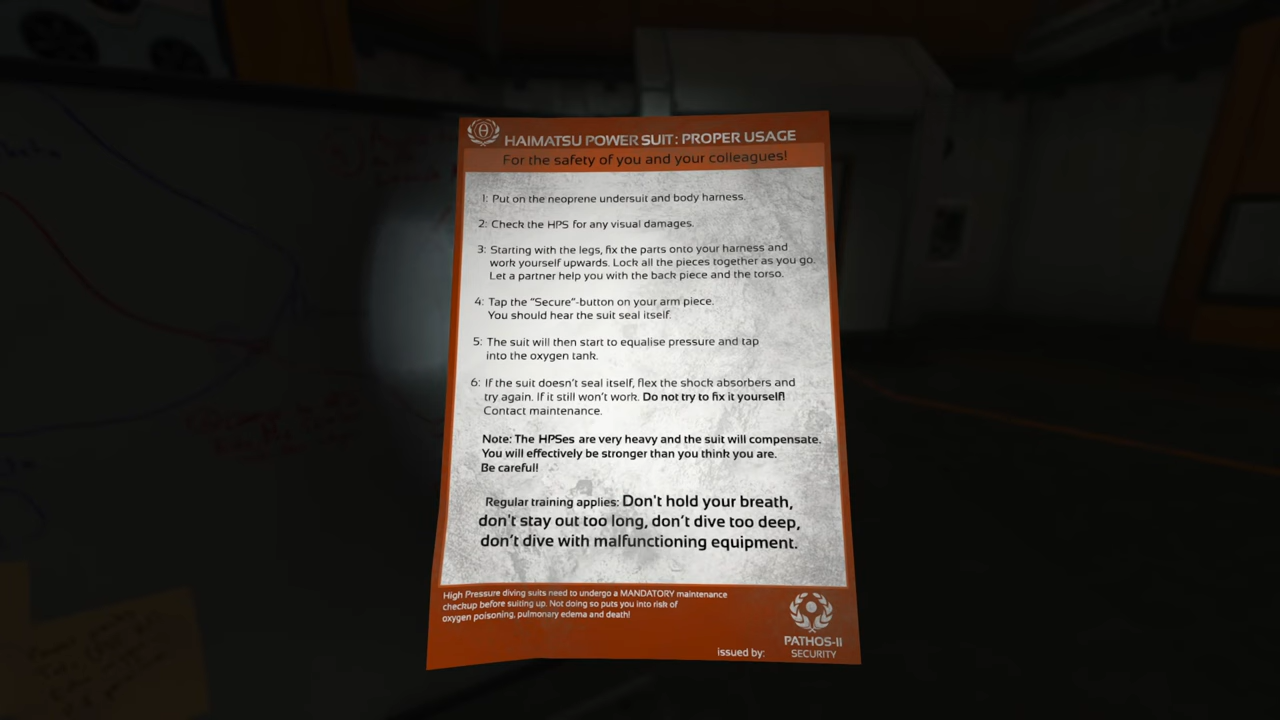 HAIMATSU POWER SUIT: PROPER USAGE
For the safety of you and your colleagues!
1: Put on the neoprene undersuit and body harness.
2: Check the HPS for any visual damages.
3: Starting with the legs, fix the parts onto your harness and
work yourself upwards. Lock all the pieces together as you go.
Let a partner help you with the back piece and the torso.
4: Tap the "Secure"-button on your arm piece.
You should hear the suit seal itself.
5: The suit will then start to equalise pressure and tap
into the oxygen tank.
6: If the suit doesn't seal itself, flex the shock absorbers and
try again. If it still won't work. Do not try to fix it yourself!
Contact maintenance.
Note: The HPSes are very heavy and the suit will compensate.
You will effectively be stronger than you think you are.
Be careful!
Regular training applies: Don't hold your breath,
don't stay out too long, don't dive too deep,
don't dive with malfunctioning equipment.
High Pressure diving suits need to undergo a MANDATORY maintenance
checkup before suiting up. Not doing so puts you into risk of
oxygen poisoning, pulmonary edema and death!
issued by:
PATHOS-II
SECURITY